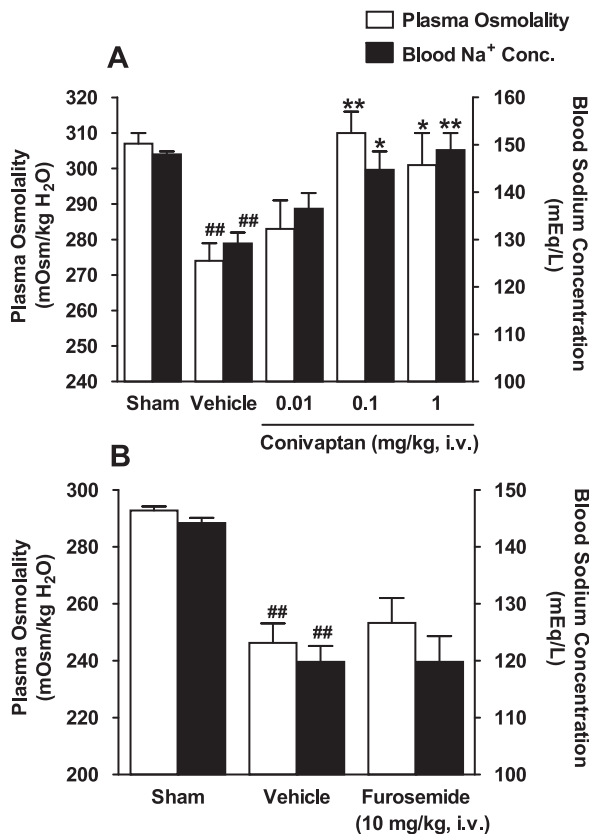 Plasma Osmolality
Blood Na+ Conc.
A
320
310
300
290
280
270
260
250
240
Plasma Osmolality
(mOsm/kg H2O)
160
150
140
130
120
110
100
Blood Sodium Concentration
(mEq/L)
## ## ** * * **
Sham Vehicle 0.01 0.1 1
Conivaptan (mg/kg, i.v.)
B
300
280
260
240
220
200
Plasma Osmolality
(mOsm/kg H2O)
150
140
130
120
110
100
Blood Sodium Concentration
(mEq/L)
## ##
Sham Vehicle Furosemide
(10 mg/kg, i.v.)